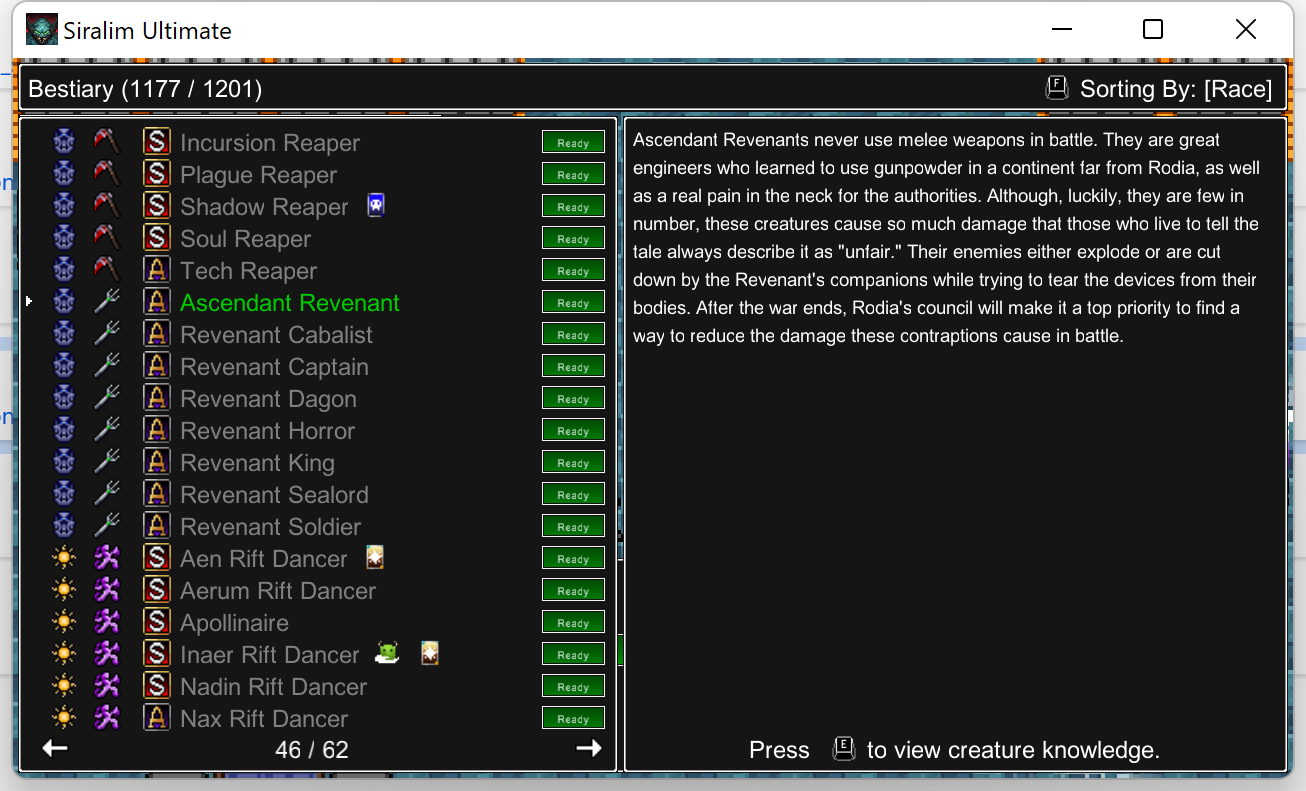 Siralim Ultimate
Bestiary (1177 / 1201)
F Sorting By: [Race]
S Incursion Reaper Ready
S Plague Reaper Ready
S Shadow Reaper Ready
S Soul Reaper Ready
A Tech Reaper Ready
A Ascendant Revenant Ready
A Revenant Cabalist Ready
A Revenant Captain Ready
A Revenant Dagon Ready
A Revenant Horror Ready
A Revenant King Ready
A Revenant Sealord Ready
A Revenant Soldier Ready
S Aen Rift Dancer Ready
S Aerum Rift Dancer Ready
S Apollinaire Ready
S Inaer Rift Dancer Ready
S Nadin Rift Dancer Ready
A Nax Rift Dancer Ready
46 / 62
Ascendant Revenants never use melee weapons in battle. They are great
engineers who learned to use gunpowder in a continent far from Rodia, as well
as a real pain in the neck for the authorities. Although, luckily, they are few in
number, these creatures cause so much damage that those who live to tell the
tale always describe it as "unfair." Their enemies either explode or are cut
down by the Revenant's companions while trying to tear the devices from their
bodies. After the war ends, Rodia's council will make it a top priority to find a
way to reduce the damage these contraptions cause in battle.
Press E to view creature knowledge.